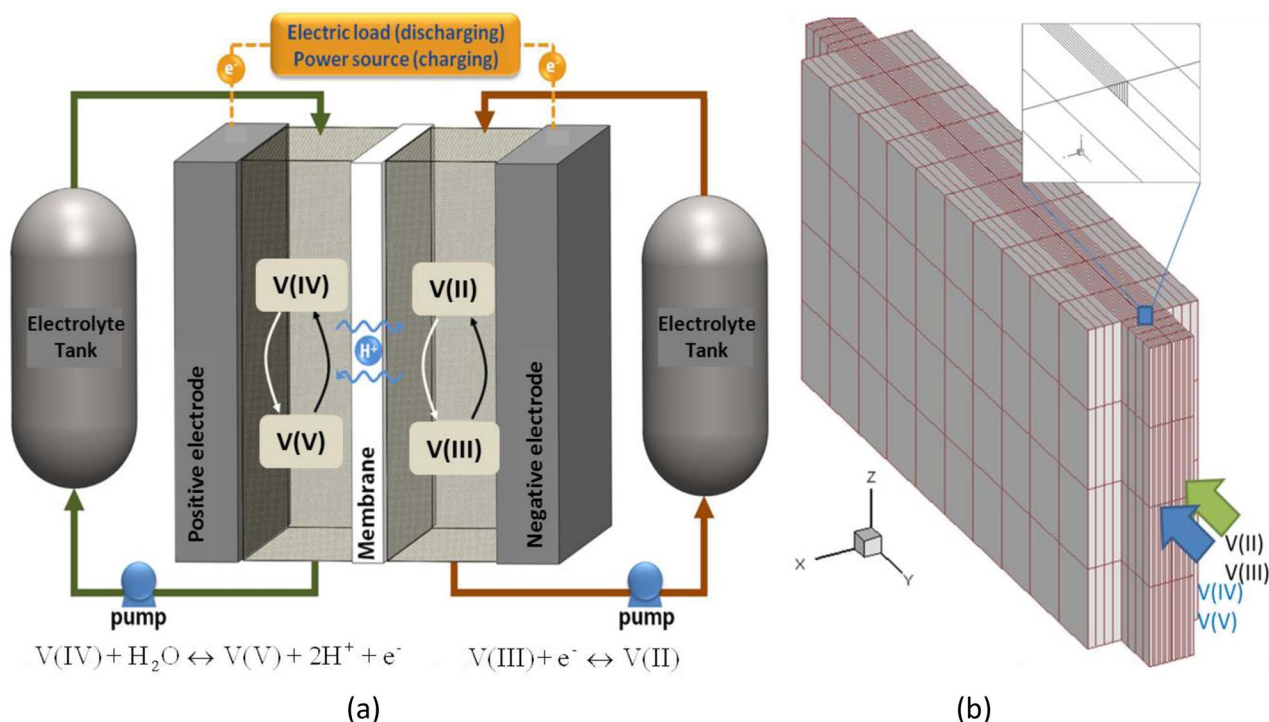 Electric load (discharging)
Power source (charging)
e-
e-
Electrolyte
Tank
Positive electrode
V(IV)
V(V)
Membrane
H+
V(II)
V(III)
Negative electrode
Electrolyte
Tank
pump
pump
V(IV) + H₂O ↔ V(V) + 2H⁺ + e⁻
V(III) + e⁻ ↔ V(II)
(a)
Z
X
Y
V(II)
V(III)
V(IV)
V(V)
(b)